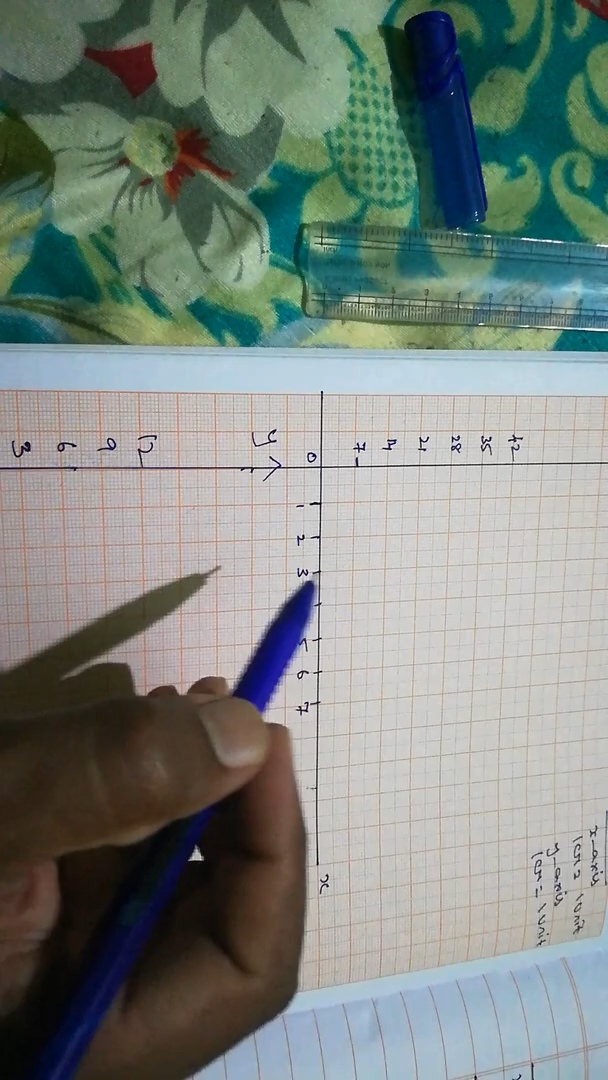 x-axis
1cm = 1 unit
y-axis
1cm = 1 unit
42
35
28
21
14
7
0 1 2 3 5 6 7 x
y
12
9
6
3